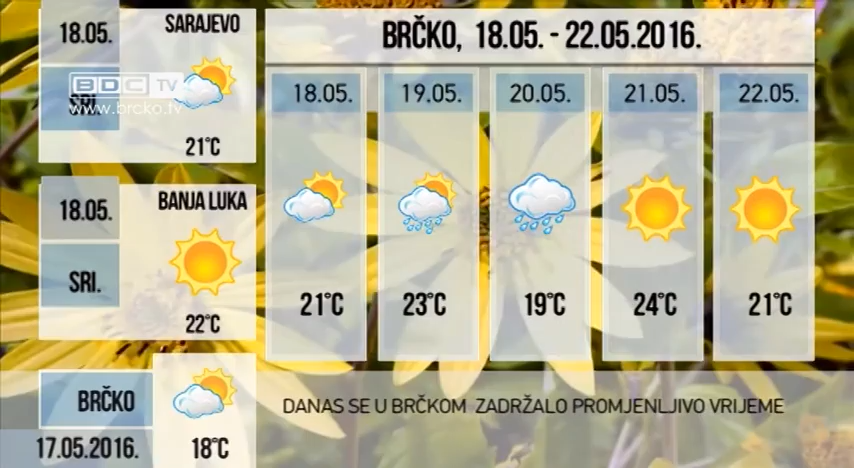 18.05.
SARAJEVO
BDC TV
SRI.
www.brcko.tv
21°C
18.05.
BANJA LUKA
SRI.
22°C
BRČKO
17.05.2016.
18°C
BRČKO, 18.05. - 22.05.2016.
18.05. 19.05. 20.05. 21.05. 22.05.
21°C 23°C 19°C 24°C 21°C
DANAS SE U BRČKOM ZADRŽALO PROMJENLJIVO VRIJEME